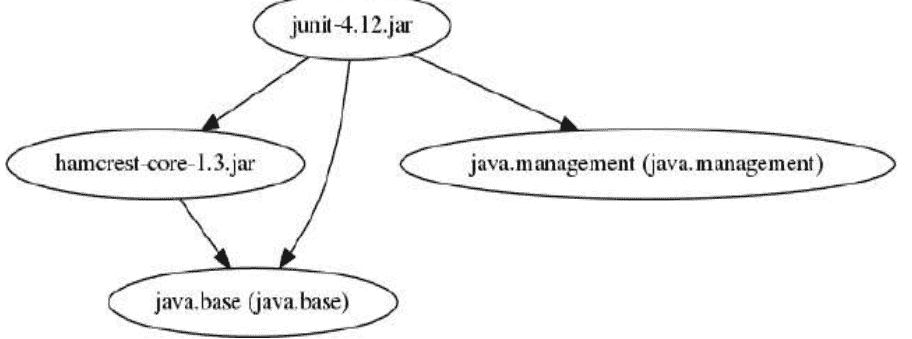 junit-4.12.jar
hamcrest-core-1.3.jar
java.management (java.management)
java.base (java.base)